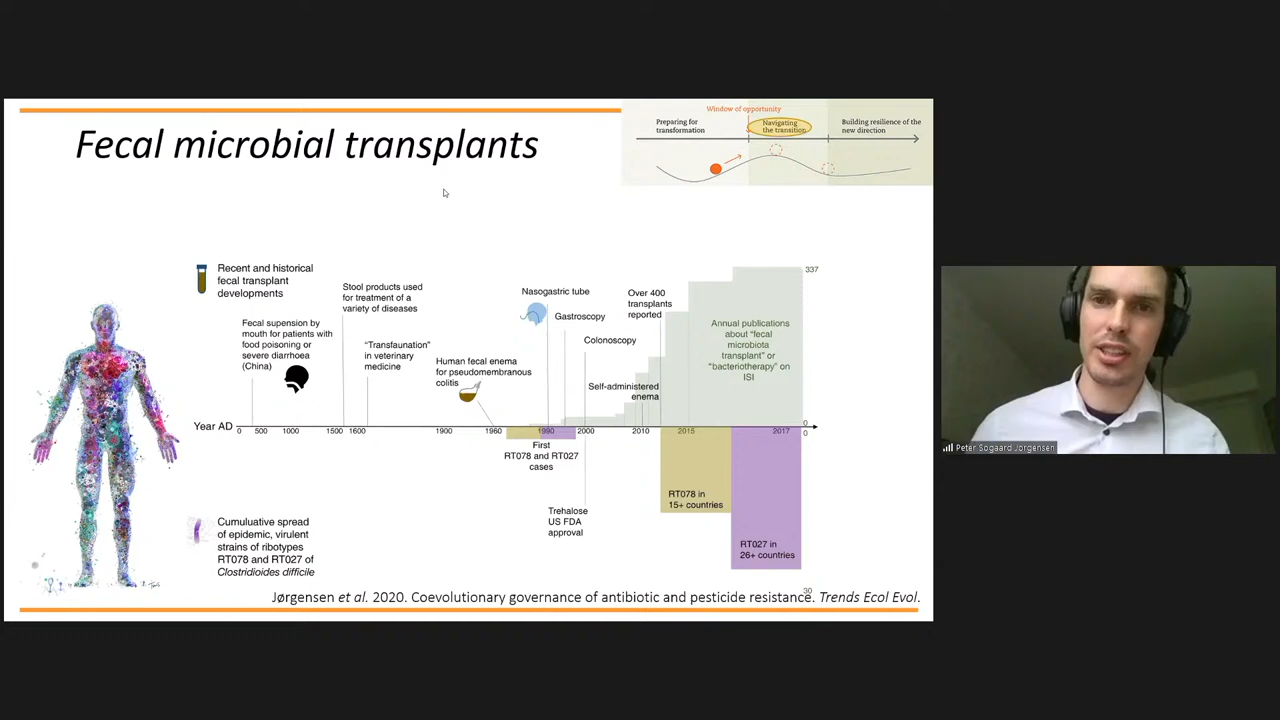 Fecal microbial transplants
Window of opportunity
Preparing for
transformation
Navigating
the transition
Building resilience of the
new direction
Recent and historical
fecal transplant
developments
Fecal supension by
mouth for patients with
food poisoning or
severe diarrhoea
(China)
Stool products used
for treatment of a
variety of diseases
“Transfaunation”
in veterinary
medicine
Human fecal enema
for pseudomembranous
colitis
Nasogastric tube
Gastroscopy
Colonoscopy
Self-administered
enema
Over 400
transplants
reported
Annual publications
about “fecal
microbiota
transplant” or
“bacteriotherapy” on
ISI
337
0
Year AD
0 500 1000 1500 1600 1900 1960 1990 2000 2010 2015 2017
0
First
RT078 and RT027
cases
Trehalose
US FDA
approval
RT078 in
15+ countries
RT027 in
26+ countries
30
Cumuative spread
of epidemic, virulent
strains of ribotypes
RT078 and RT027 of
Clostridioides difficile
Jørgensen et al. 2020. Coevolutionary governance of antibiotic and pesticide resistance. Trends Ecol Evol.
Peter Søgaard Jørgensen